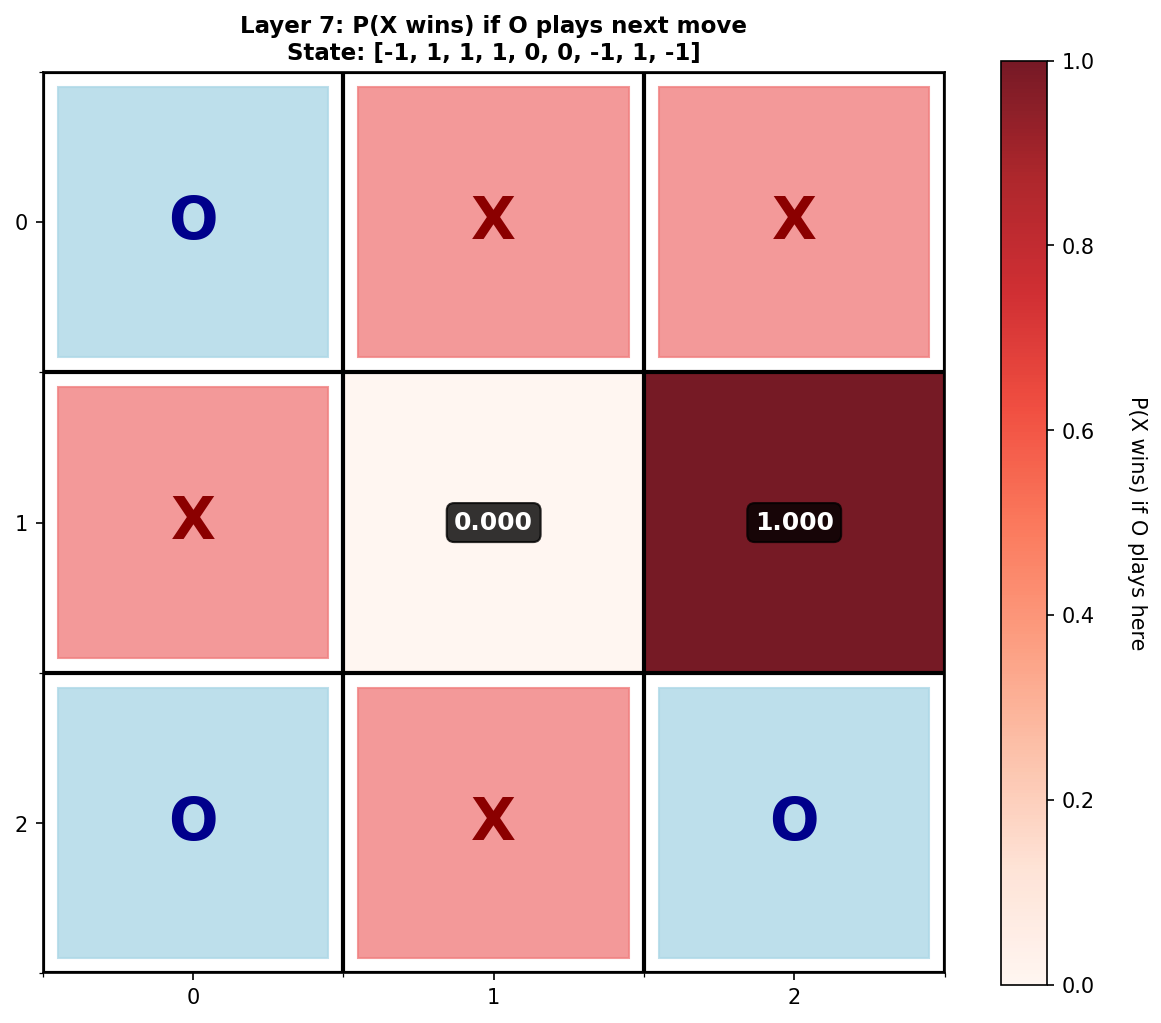 Layer 7: P(X wins) if O plays next move
State: [-1, 1, 1, 1, 0, 0, -1, 1, -1]
0
O
X
X
1
X
0.000
1.000
2
O
X
O
0
1
2
1.0
0.8
0.6
0.4
0.2
0.0
P(X wins) if O plays here